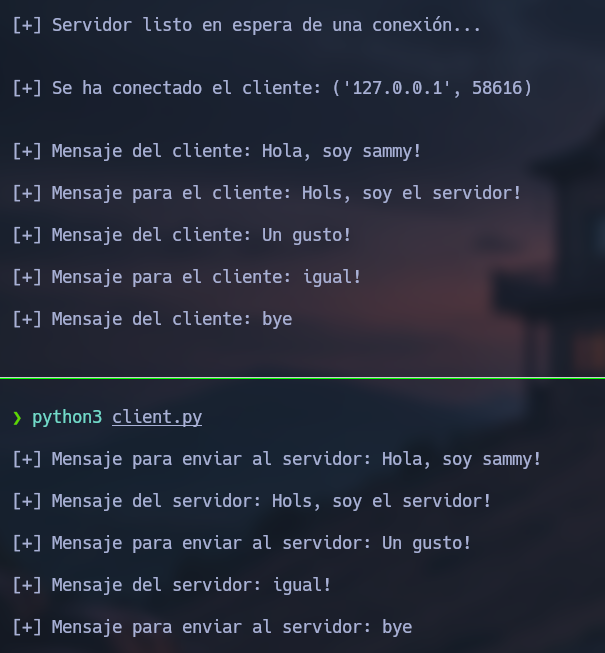 [+] Servidor listo en espera de una conexión...
[+] Se ha conectado el cliente: ('127.0.0.1', 58616)
[+] Mensaje del cliente: Hola, soy sammy!
[+] Mensaje para el cliente: Hols, soy el servidor!
[+] Mensaje del cliente: Un gusto!
[+] Mensaje para el cliente: igual!
[+] Mensaje del cliente: bye
❯ python3 client.py
[+] Mensaje para enviar al servidor: Hola, soy sammy!
[+] Mensaje del servidor: Hols, soy el servidor!
[+] Mensaje para enviar al servidor: Un gusto!
[+] Mensaje del servidor: igual!
[+] Mensaje para enviar al servidor: bye